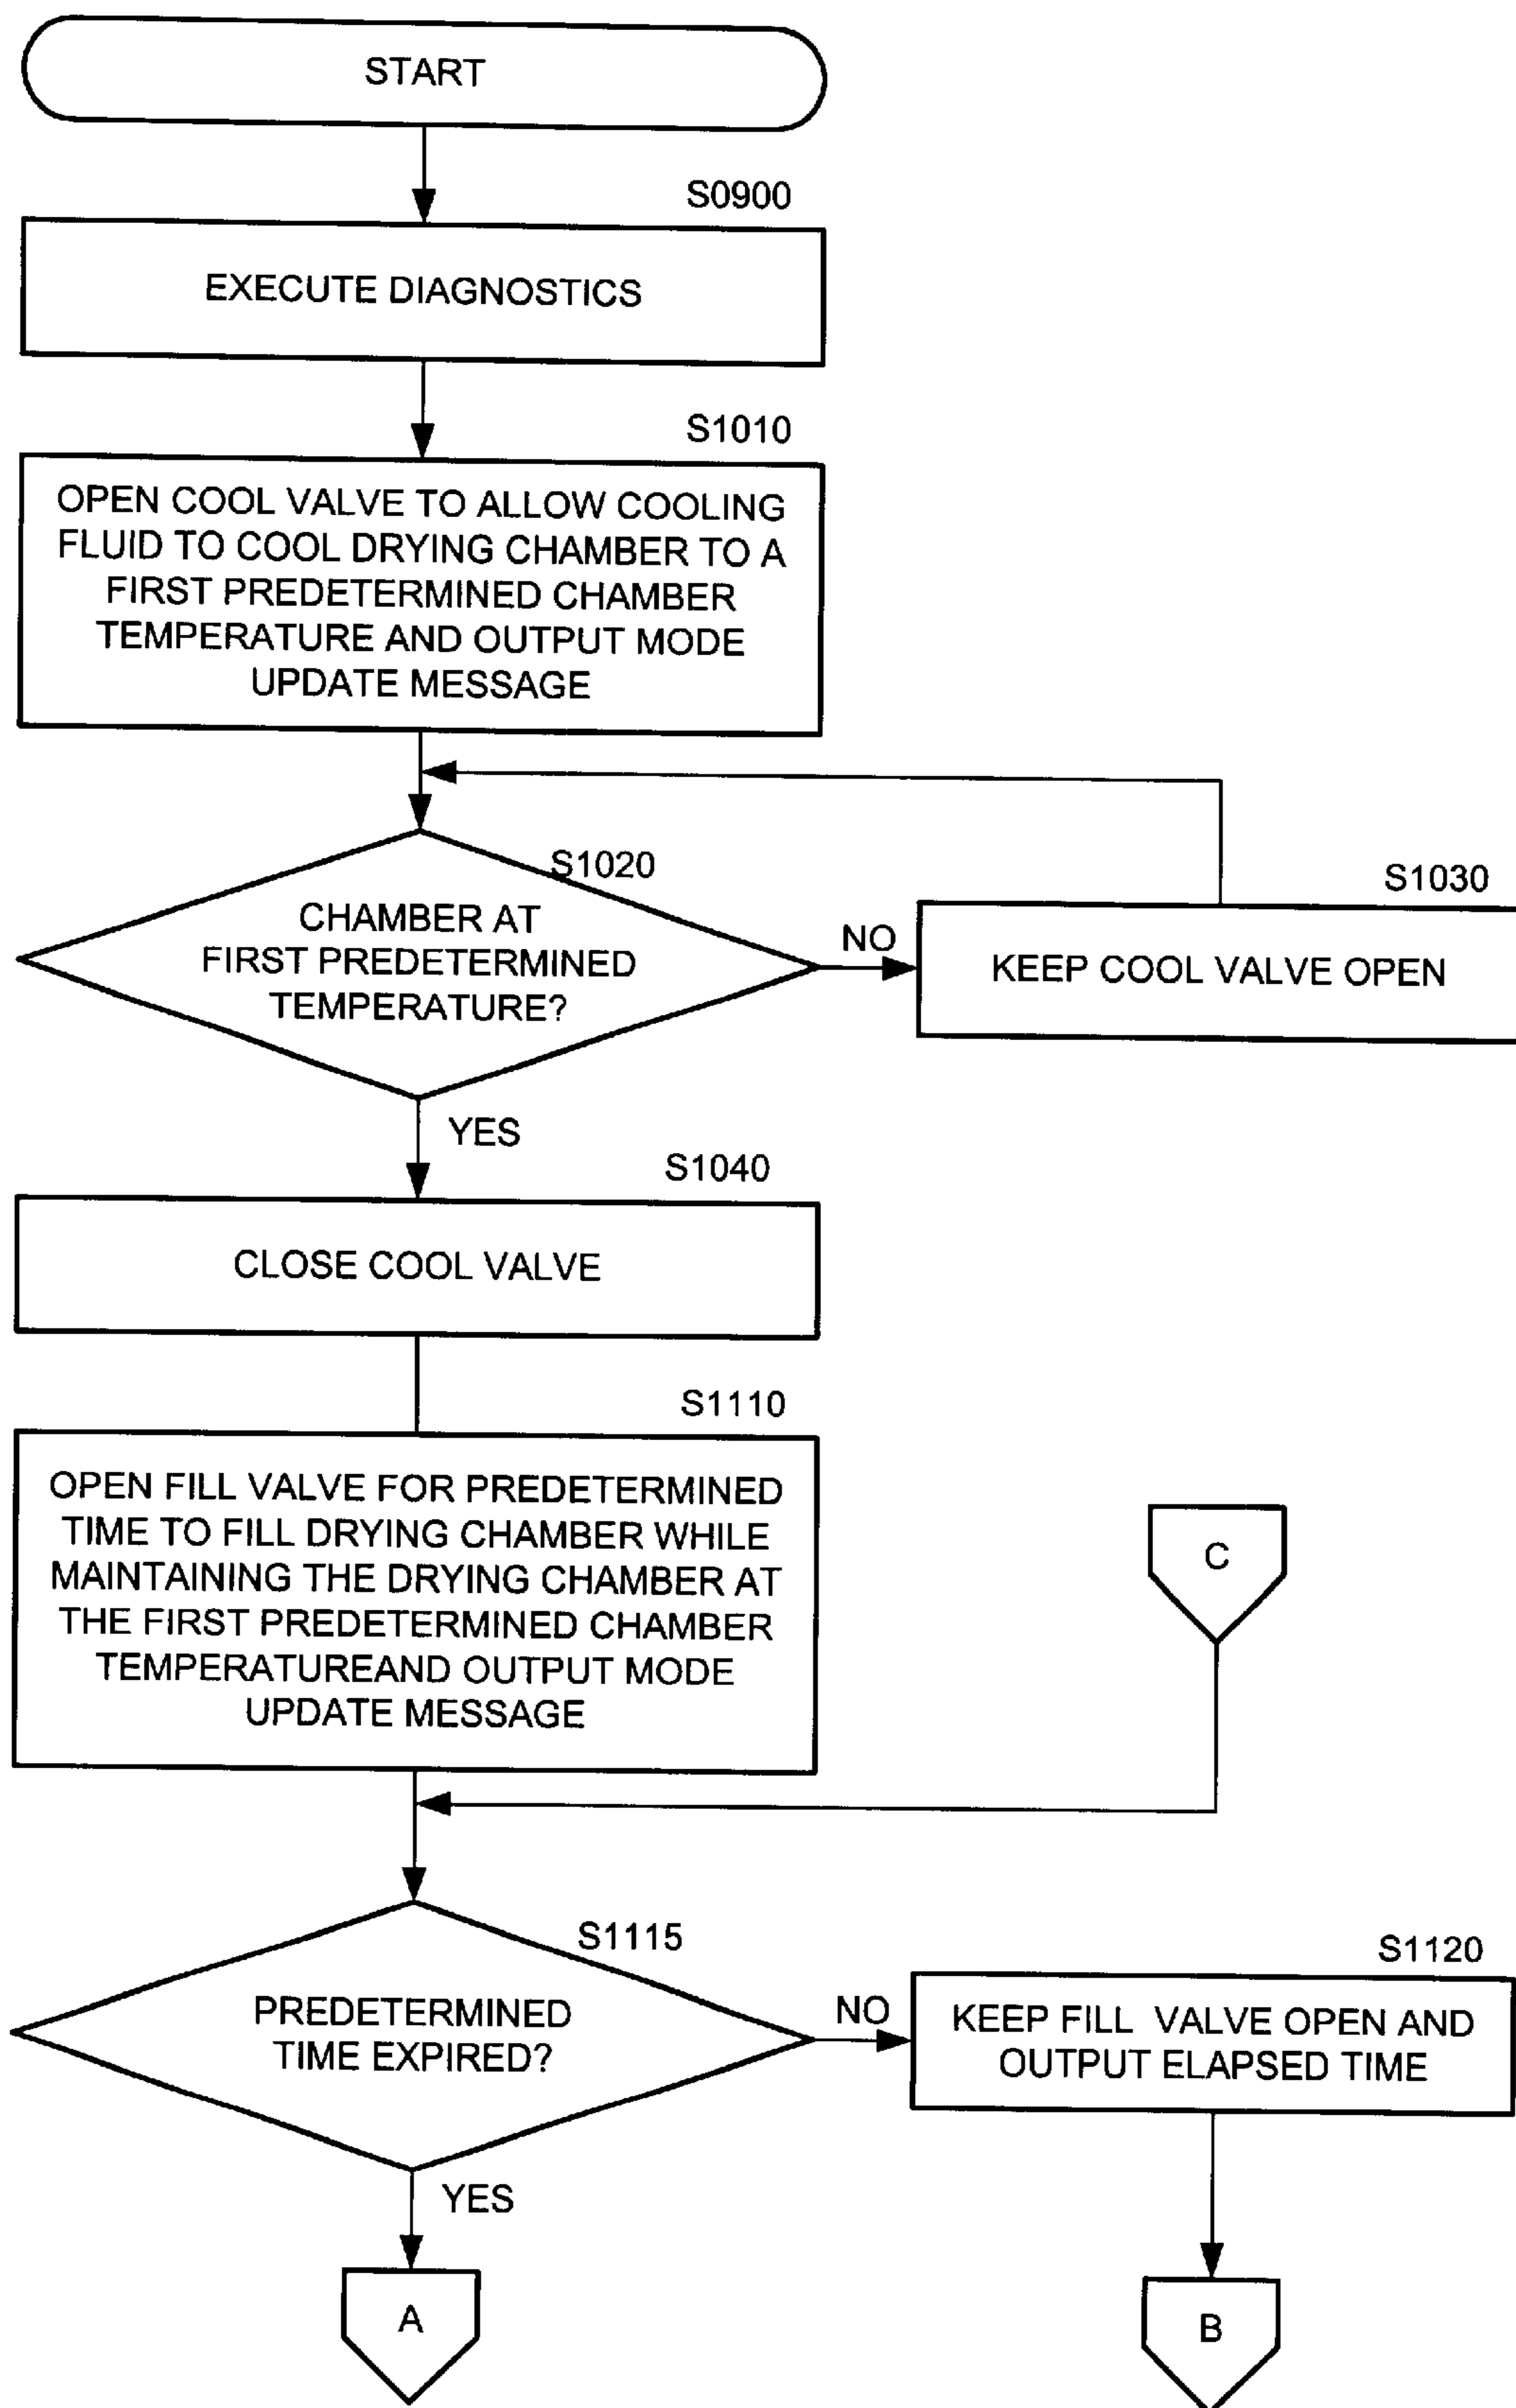 START
S0900
EXECUTE DIAGNOSTICS
S1010
OPEN COOL VALVE TO ALLOW COOLING
FLUID TO COOL DRYING CHAMBER TO A
FIRST PREDETERMINED CHAMBER
TEMPERATURE AND OUTPUT MODE
UPDATE MESSAGE
S1020
CHAMBER AT
FIRST PREDETERMINED
TEMPERATURE?
NO
S1030
KEEP COOL VALVE OPEN
YES
S1040
CLOSE COOL VALVE
S1110
OPEN FILL VALVE FOR PREDETERMINED
TIME TO FILL DRYING CHAMBER WHILE
MAINTAINING THE DRYING CHAMBER AT
THE FIRST PREDETERMINED CHAMBER
TEMPERATUREAND OUTPUT MODE
UPDATE MESSAGE
C
S1115
PREDETERMINED
TIME EXPIRED?
NO
S1120
KEEP FILL VALVE OPEN AND
OUTPUT ELAPSED TIME
YES
A
B